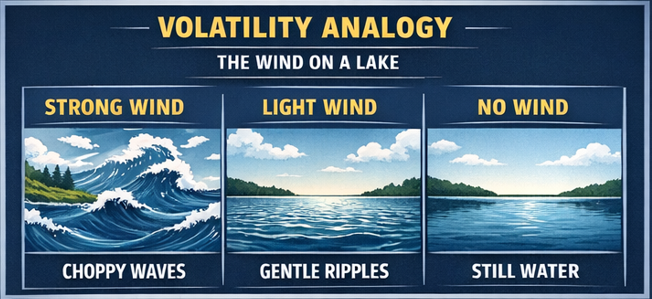 VOLATILITY ANALOGY
THE WIND ON A LAKE
STRONG WIND
LIGHT WIND
NO WIND
CHOPPY WAVES
GENTLE RIPPLES
STILL WATER